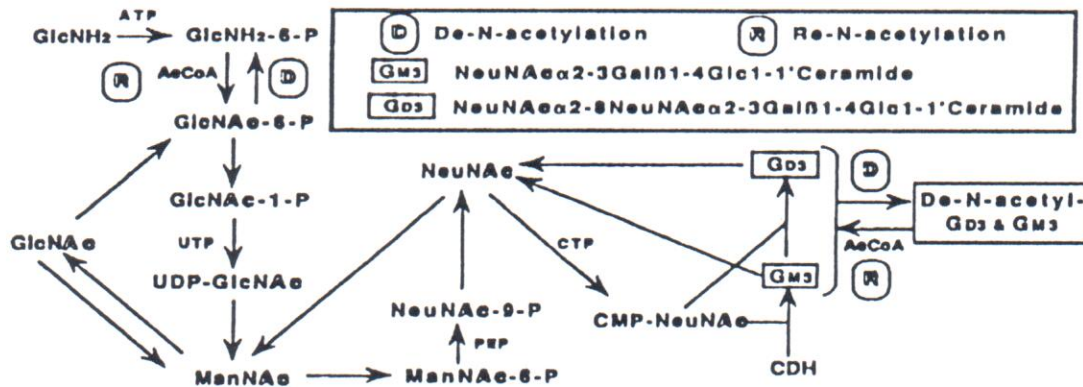 ATP
GlcNH2
GlcNH2-6-P
R
AcCoA
D
GlcNAc-6-P
GlcNAc-1-P
UTP
UDP-GlcNAc
GlcNAc
ManNAc
ManNAc-6-P
PEP
NeuNAc-9-P
NeuNAc
CTP
CMP-NeuNAc
CDH
GM3
GD3
D
AcCoA
R
De-N-acetyl-
GD3 & GM3
D De-N-acetylation
R Re-N-acetylation
GM3 NeuNAcα2-3Galß1-4Glc1-1'Ceramide
GD3 NeuNAcα2-8NeuNAcα2-3Galß1-4Glc1-1'Ceramide